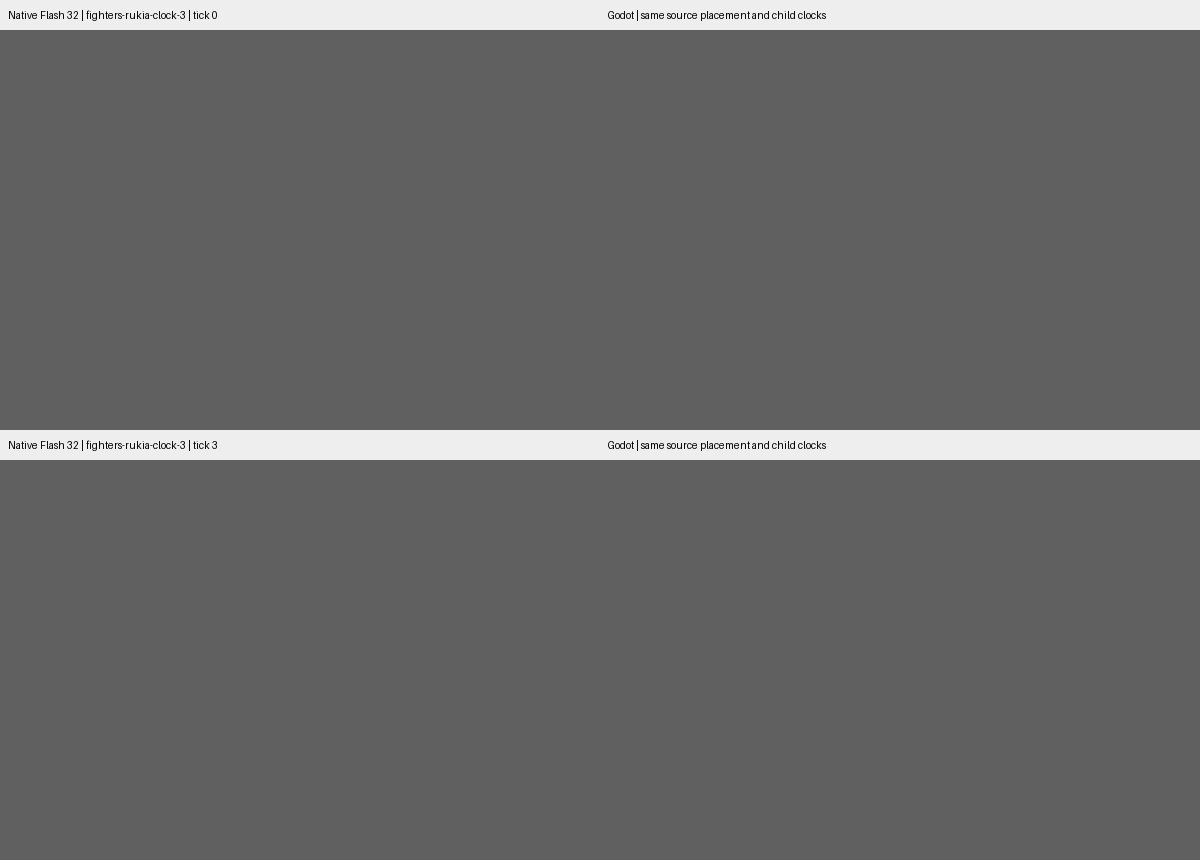 Native Flash 32 | fighters-rukia-clock-3 | tick 0
Godot | same source placement and child clocks
Native Flash 32 | fighters-rukia-clock-3 | tick 3
Godot | same source placement and child clocks